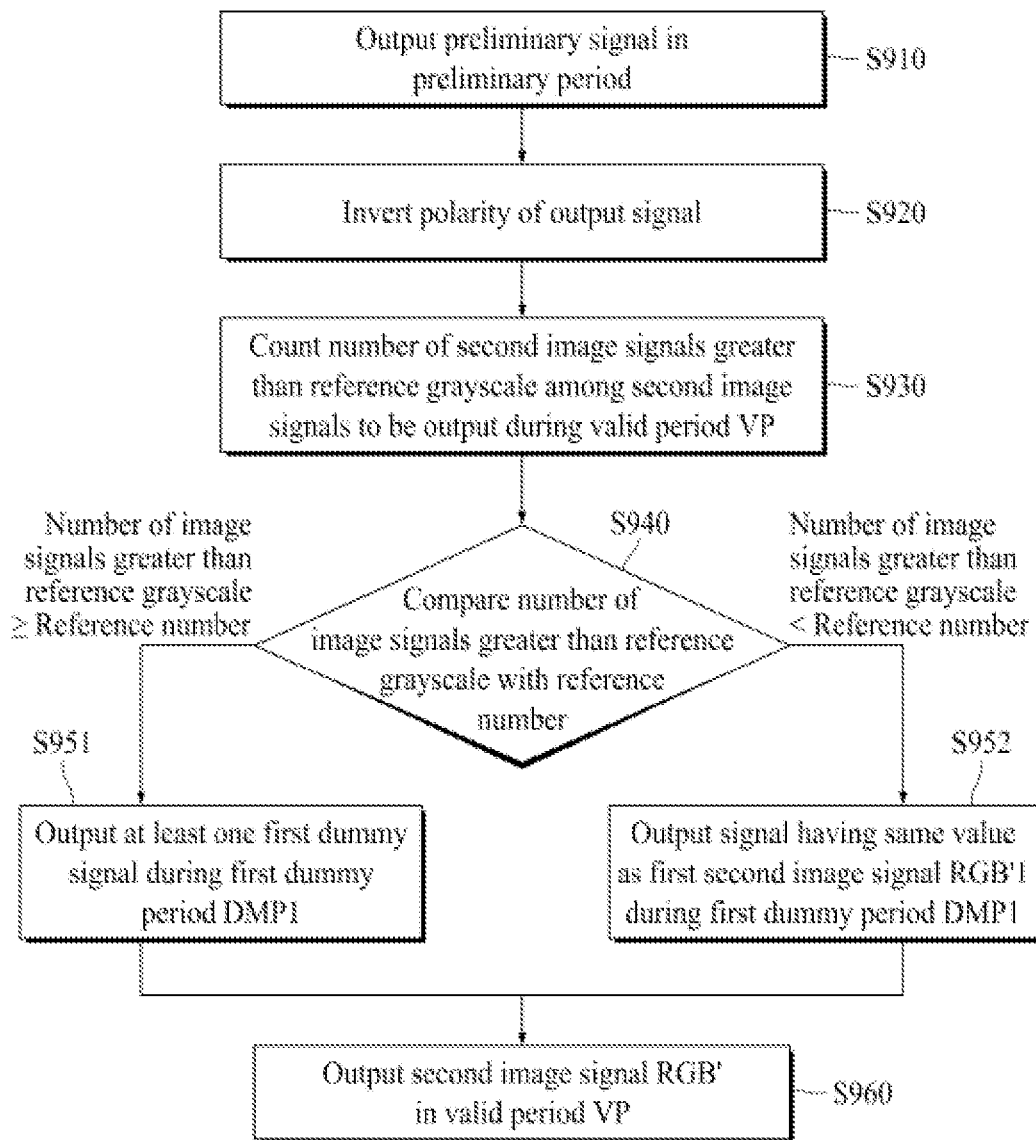 Output preliminary signal in
preliminary period
S910
Invert polarity of output signal
S920
Count number of second image signals greater
than reference grayscale among second image
signals to be output during valid period VP
S930
Number of image
signals greater than
reference grayscale
≥ Reference number
S940
Compare number of
image signals greater than reference
grayscale with reference
number
Number of image
signals greater than
reference grayscale
< Reference number
S951
Output at least one first dummy
signal during first dummy
period DMP1
S952
Output signal having same value
as first second image signal RGB'1
during first dummy period DMP1
Output second image signal RGB'
in valid period VP
S960